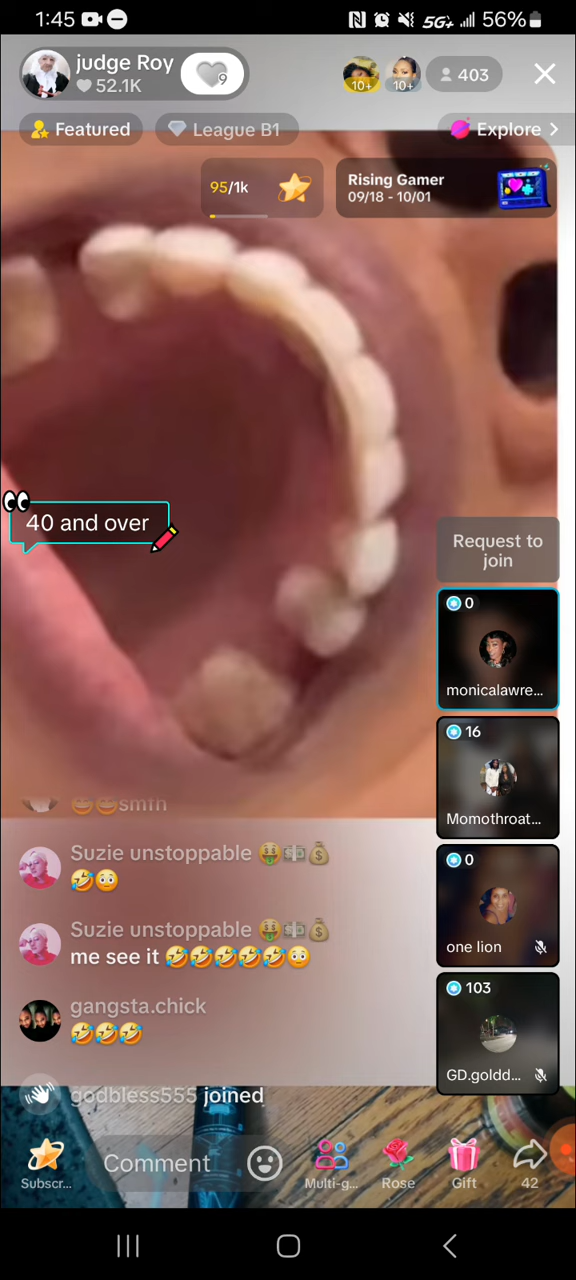 1:45
5G+
56%
judge Roy
52.1K
9
10+
10+
403
Featured
League B1
Explore
95/1k
Rising Gamer
09/18 - 10/01
40 and over
Request to
join
0
monicalawre...
16
Momothroat...
0
one lion
103
GD.goldd...
😄😄smfh
Suzie unstoppable 🤑💵💰
🤣😳
Suzie unstoppable 🤑💵💰
me see it 🤣🤣🤣🤣🤣😳
gangsta.chick
🤣🤣🤣
godbless555 joined
Comment
Subscr...
Multi-g...
Rose
Gift
42